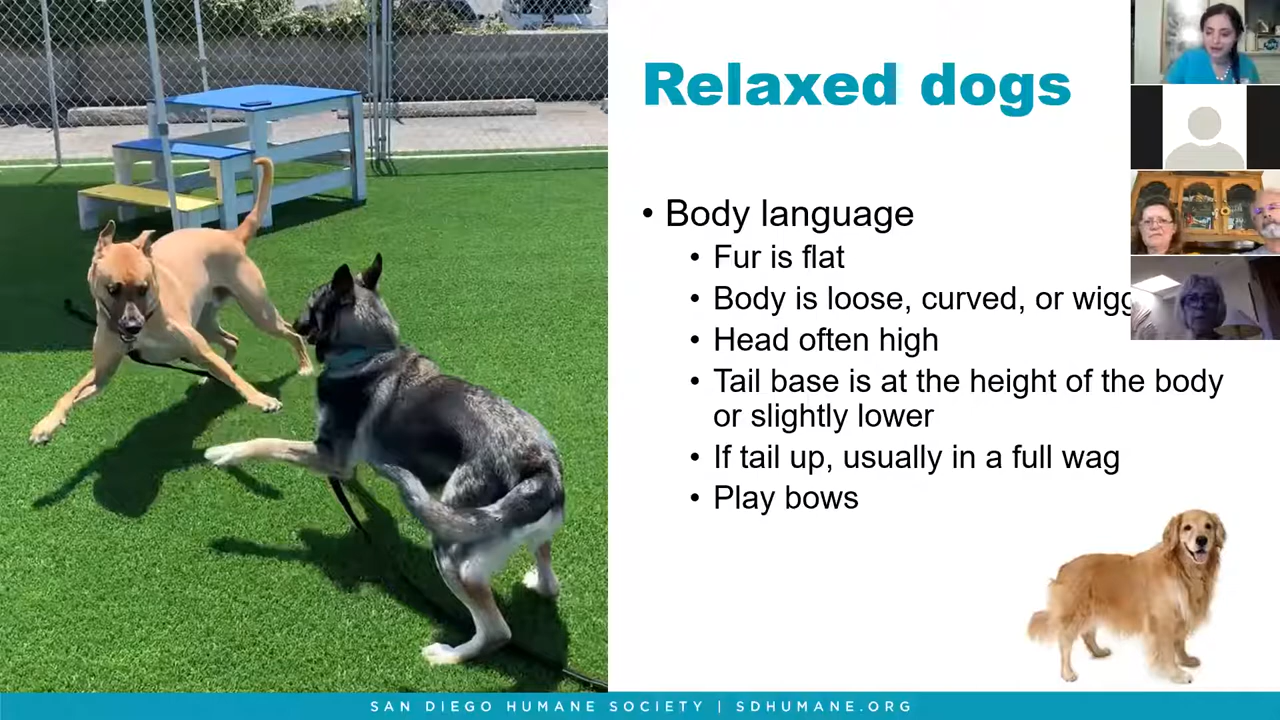 Relaxed dogs
• Body language
• Fur is flat
• Body is loose, curved, or
• Head often high
• Tail base is at the height of the body
or slightly lower
• If tail up, usually in a full wag
• Play bows
SAN DIEGO HUMANE SOCIETY | SDHUMANE.ORG